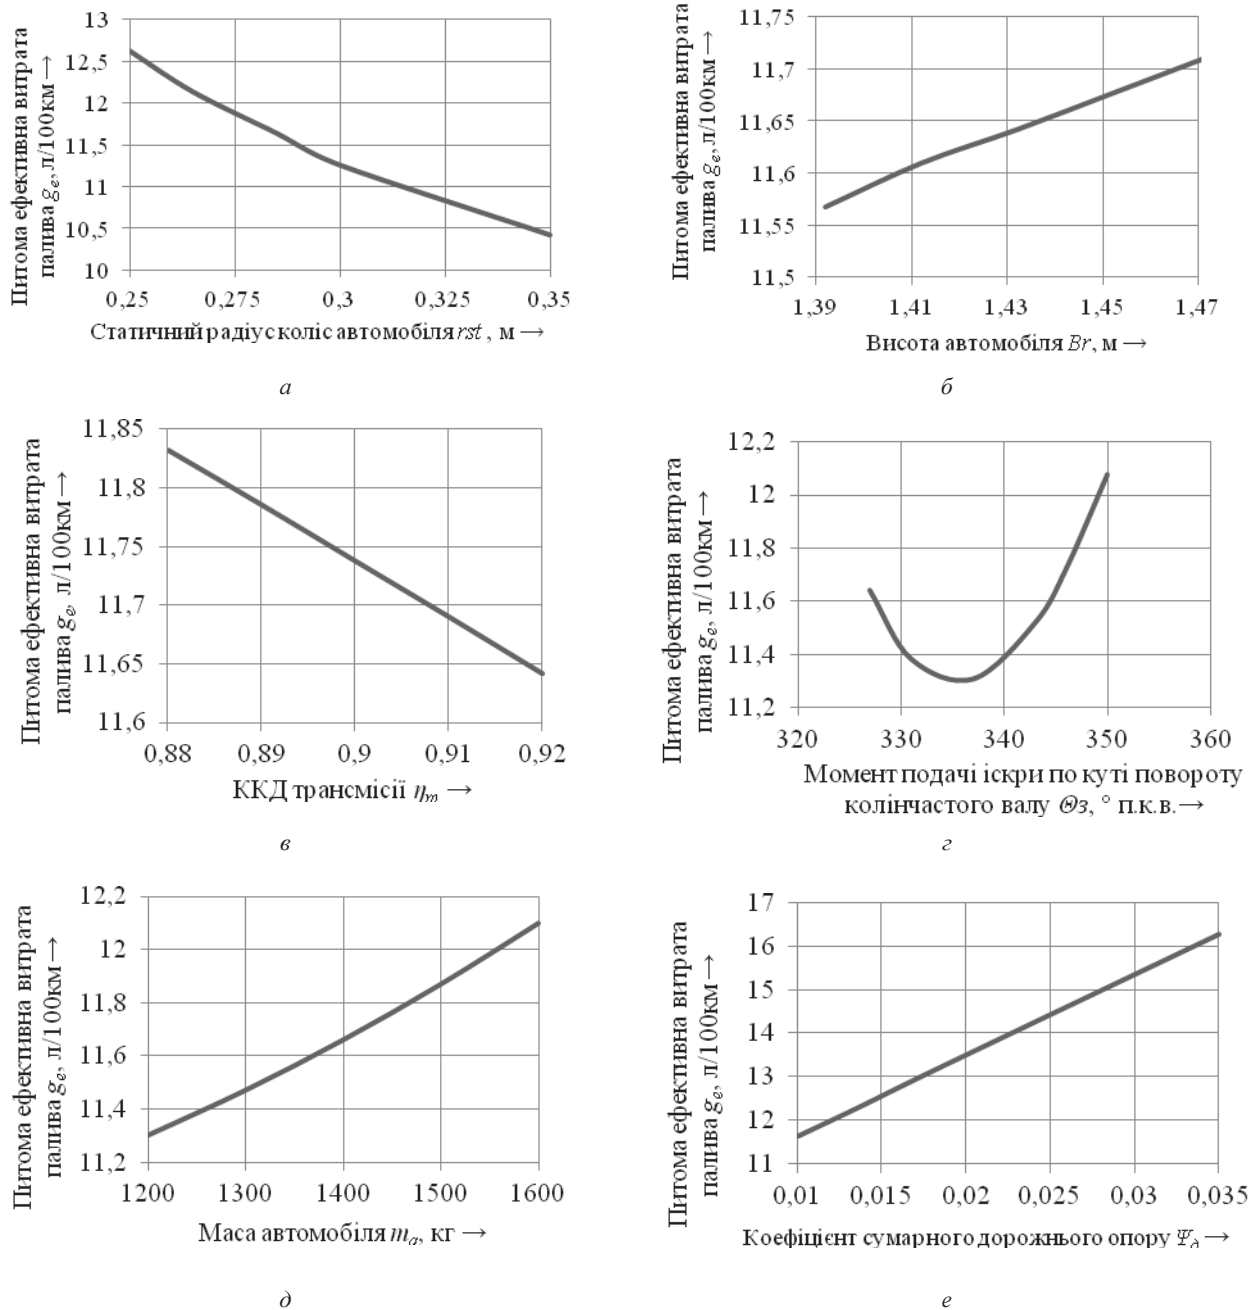 Питома ефективна витрата
палива gе, л/100км →
13
12,5
12
11,5
11
10,5
10
0,25 0,275 0,3 0,325 0,35
Статичний радіус коліс автомобіля rst , м →
а
Питома ефективна витрата
палива gе, л/100км →
11,75
11,7
11,65
11,6
11,55
11,5
1,39 1,41 1,43 1,45 1,47
Висота автомобіля Вr, м →
б
Питома ефективна витрата
палива gе, л/100км →
11,85
11,8
11,75
11,7
11,65
11,6
0,88 0,89 0,9 0,91 0,92
ККД трансмісії ηm →
в
Питома ефективна витрата
палива gе, л/100км →
12,2
12
11,8
11,6
11,4
11,2
320 330 340 350 360
Момент подачі іскри по куті повороту
колінчастого валу Θз, ° п.к.в. →
г
Питома ефективна витрата
палива gе, л/100км →
12,2
12
11,8
11,6
11,4
11,2
1200 1300 1400 1500 1600
Маса автомобіля ma, кг →
д
Питома ефективна витрата
палива gе, л/100км →
17
16
15
14
13
12
11
0,01 0,015 0,02 0,025 0,03 0,035
Коефіцієнт сумарного дорожнього опору Ψд →
е